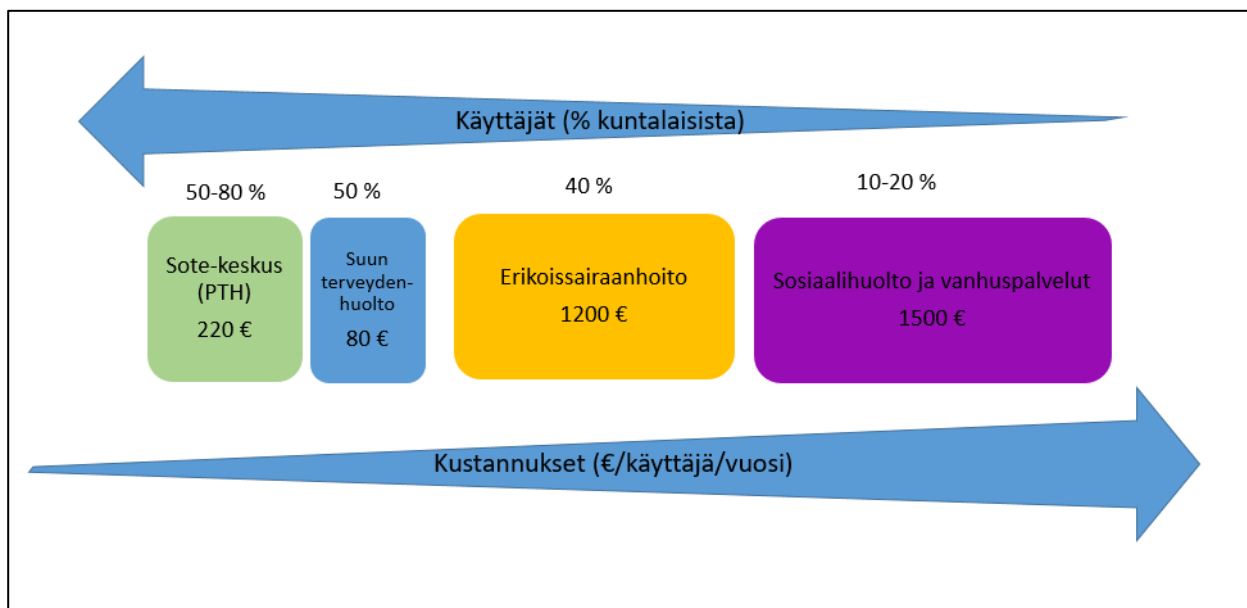 Käyttäjät (% kuntalaisista)
50-80 %
50 %
40 %
10-20 %
Sote-keskus
(PTH)
220 €
Suun
terveyden-
huolto
80 €
Erikoissairaanhoito
1200 €
Sosiaalihuolto ja vanhuspalvelut
1500 €
Kustannukset (€/käyttäjä/vuosi)